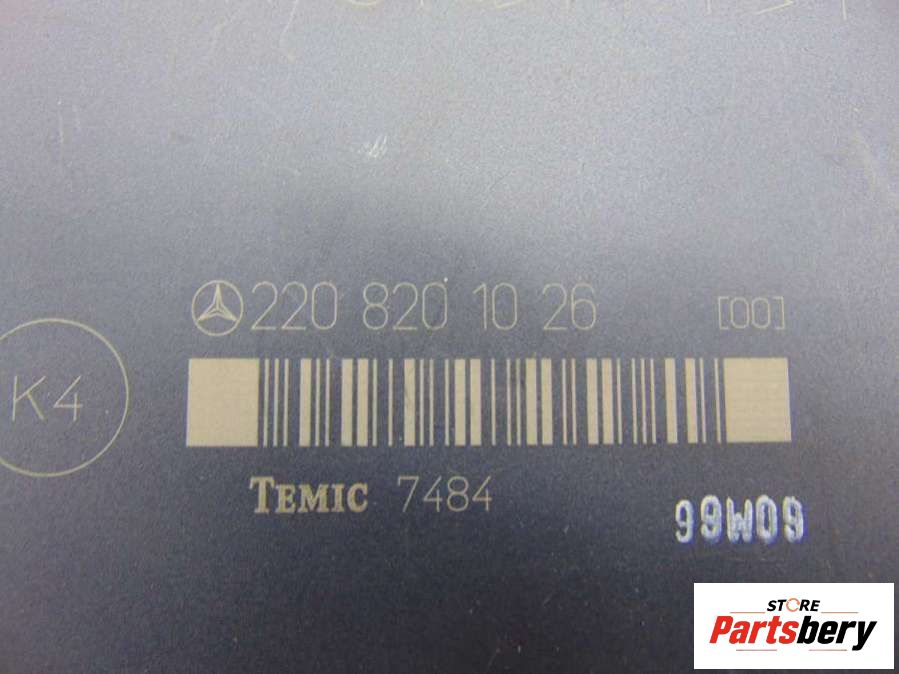 220 820 10 26 [00]
K4
TEMIC 7484
99W09
STORE
Partsbery